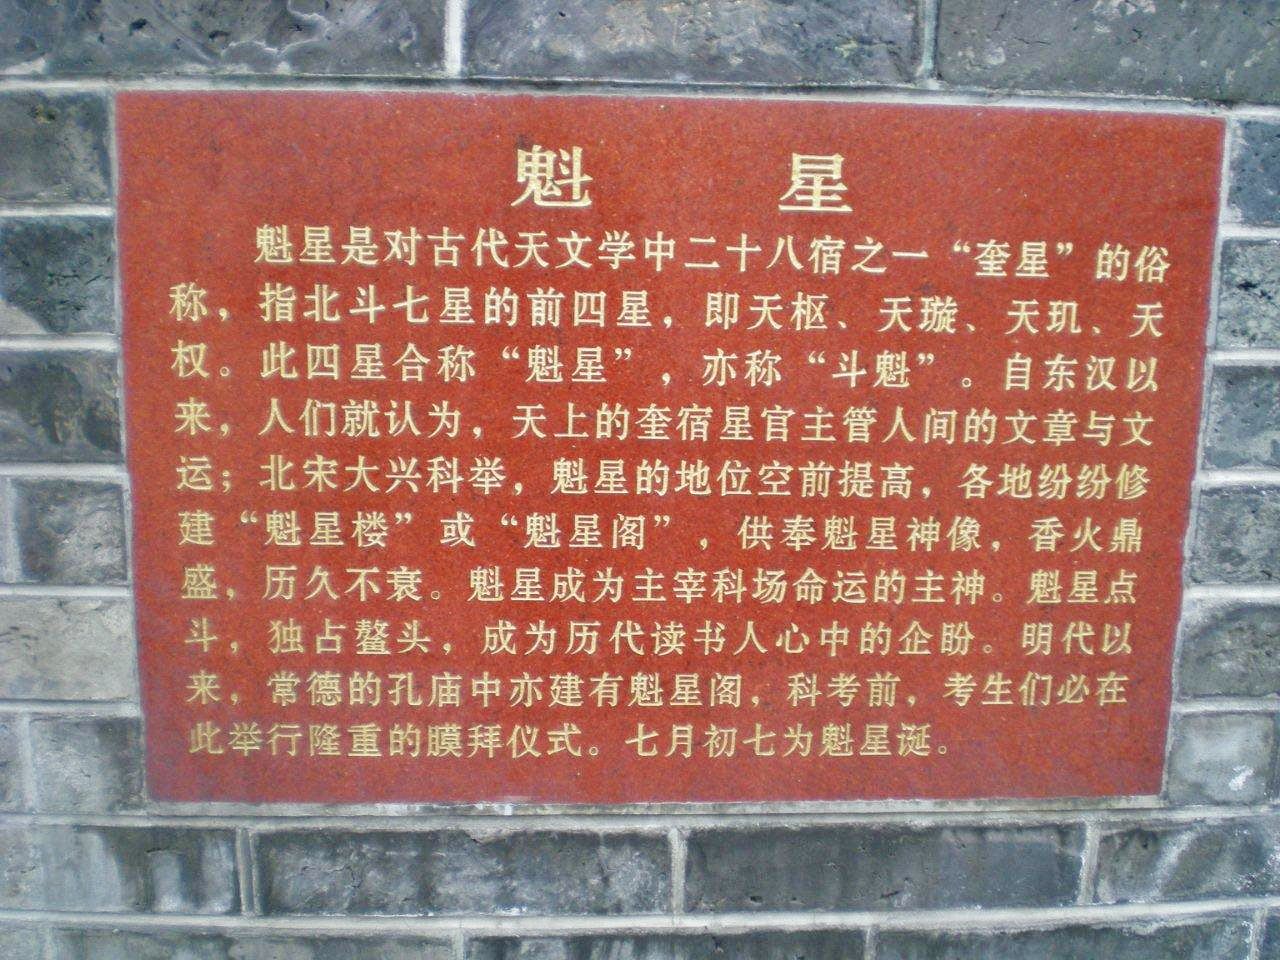 魁星
魁星是对古代天文学中二十八宿之一“奎星”的俗
称，指北斗七星的前四星，即天枢、天璇、天玑、天
权。此四星合称“魁星”，亦称“斗魁”。自东汉以
来，人们就认为，天上的奎宿星官主管人间的文章与文
运；北宋大兴科举，魁星的地位空前提高，各地纷纷修
建“魁星楼”或“魁星阁”，供奉魁星神像，香火鼎
盛，历久不衰。魁星成为主宰科场命运的主神。魁星点
斗，独占鳌头，成为历代读书人心中的企盼。明代以
来，常德的孔庙中亦建有魁星阁，科考前，考生们必在
此举行隆重的膜拜仪式。七月初七为魁星诞。